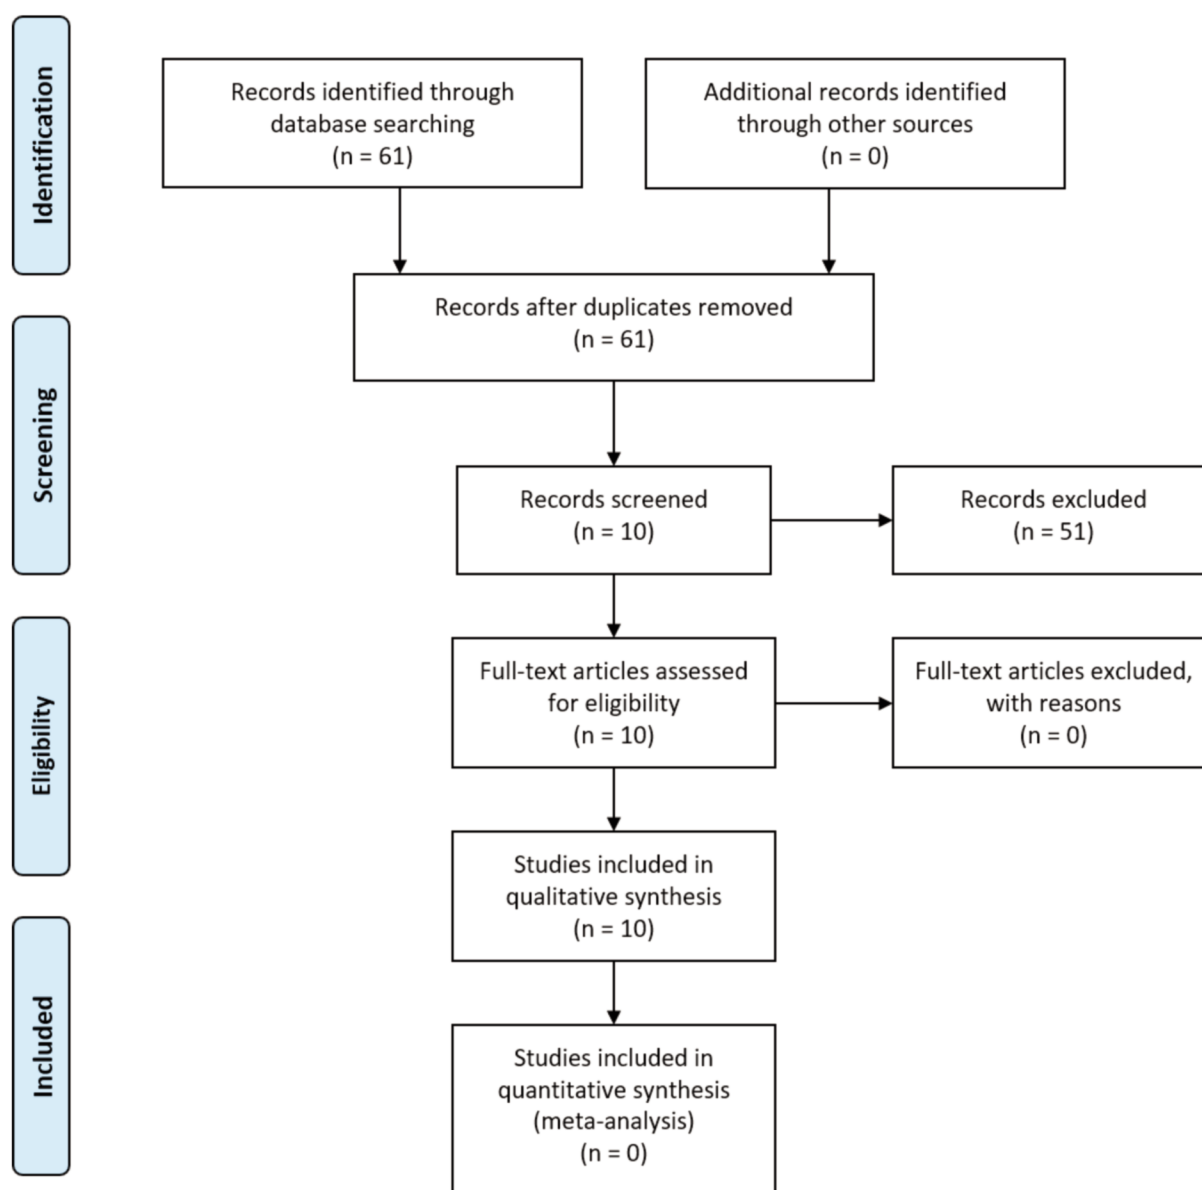 Identification
Records identified through
database searching
(n = 61)
Additional records identified
through other sources
(n = 0)
Records after duplicates removed
(n = 61)
Screening
Records screened
(n = 10)
Records excluded
(n = 51)
Eligibility
Full-text articles assessed
for eligibility
(n = 10)
Full-text articles excluded,
with reasons
(n = 0)
Studies included in
qualitative synthesis
(n = 10)
Included
Studies included in
quantitative synthesis
(meta-analysis)
(n = 0)